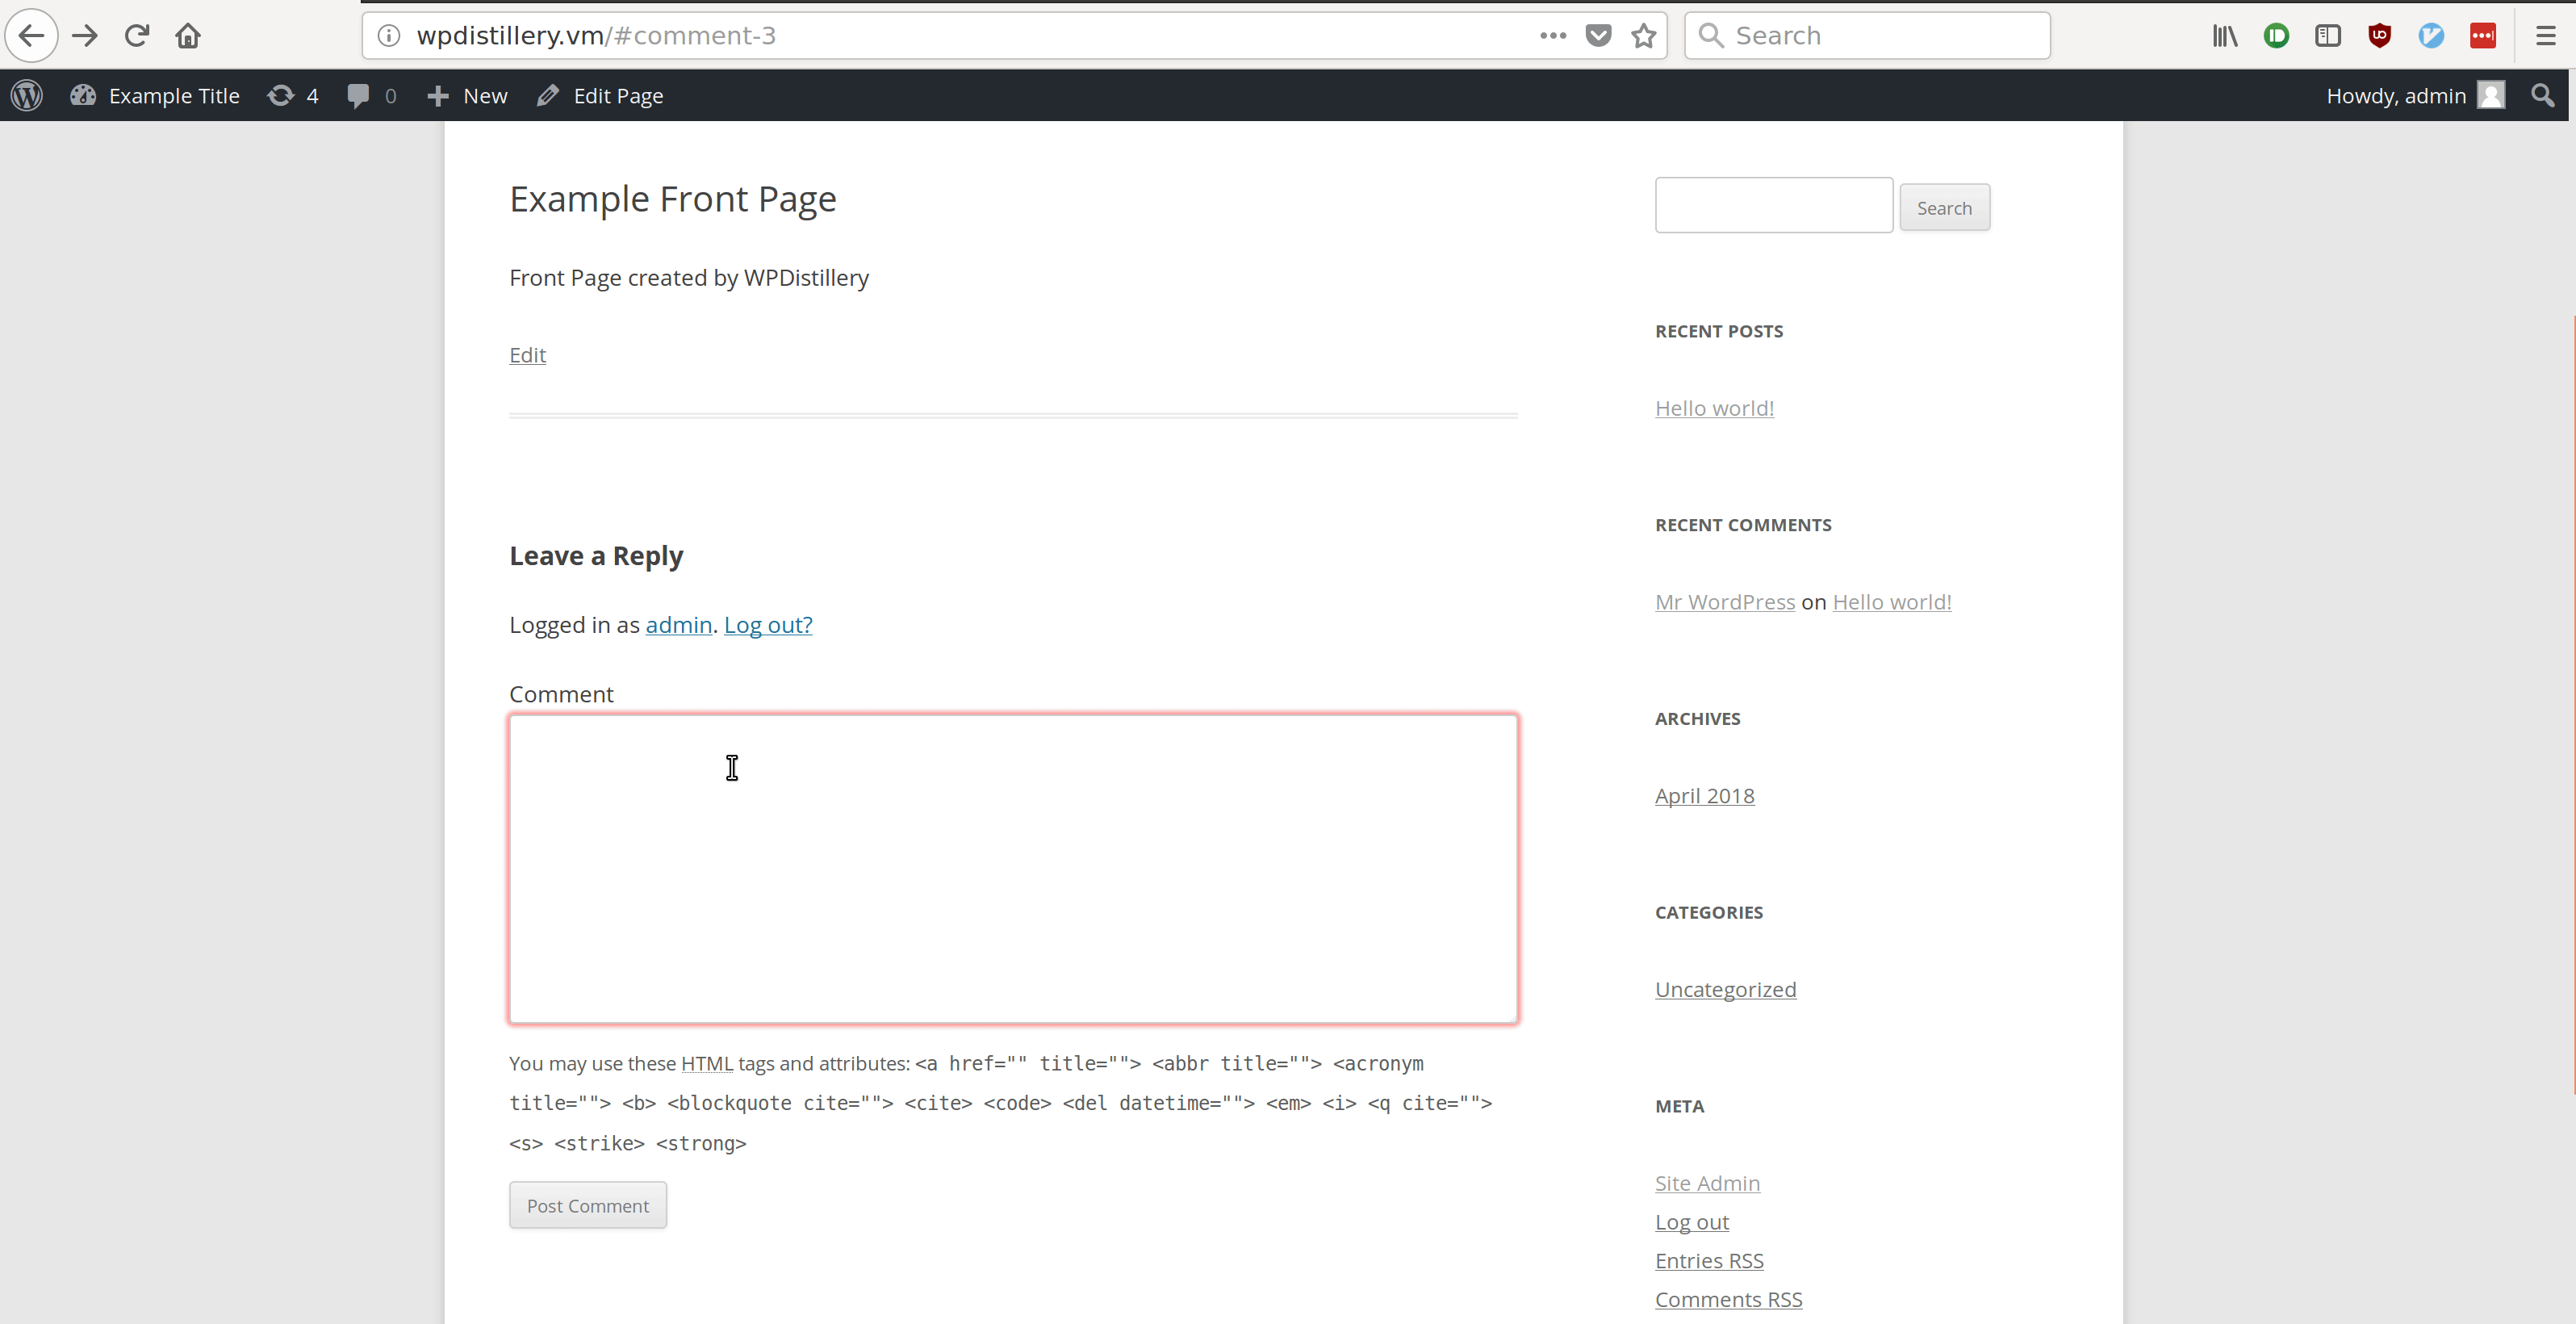 wpdistillery.vm/#comment-3
Search
Example Title
4
0
New
Edit Page
Howdy, admin
Example Front Page
Front Page created by WPDistillery
Edit
Leave a Reply
Logged in as admin. Log out?
Comment
You may use these HTML tags and attributes: <a href="" title=""> <abbr title=""> <acronym
title=""> <b> <blockquote cite=""> <cite> <code> <del datetime=""> <em> <i> <q cite="">
<s> <strike> <strong>
Post Comment
Search
RECENT POSTS
Hello world!
RECENT COMMENTS
Mr WordPress on Hello world!
ARCHIVES
April 2018
CATEGORIES
Uncategorized
META
Site Admin
Log out
Entries RSS
Comments RSS